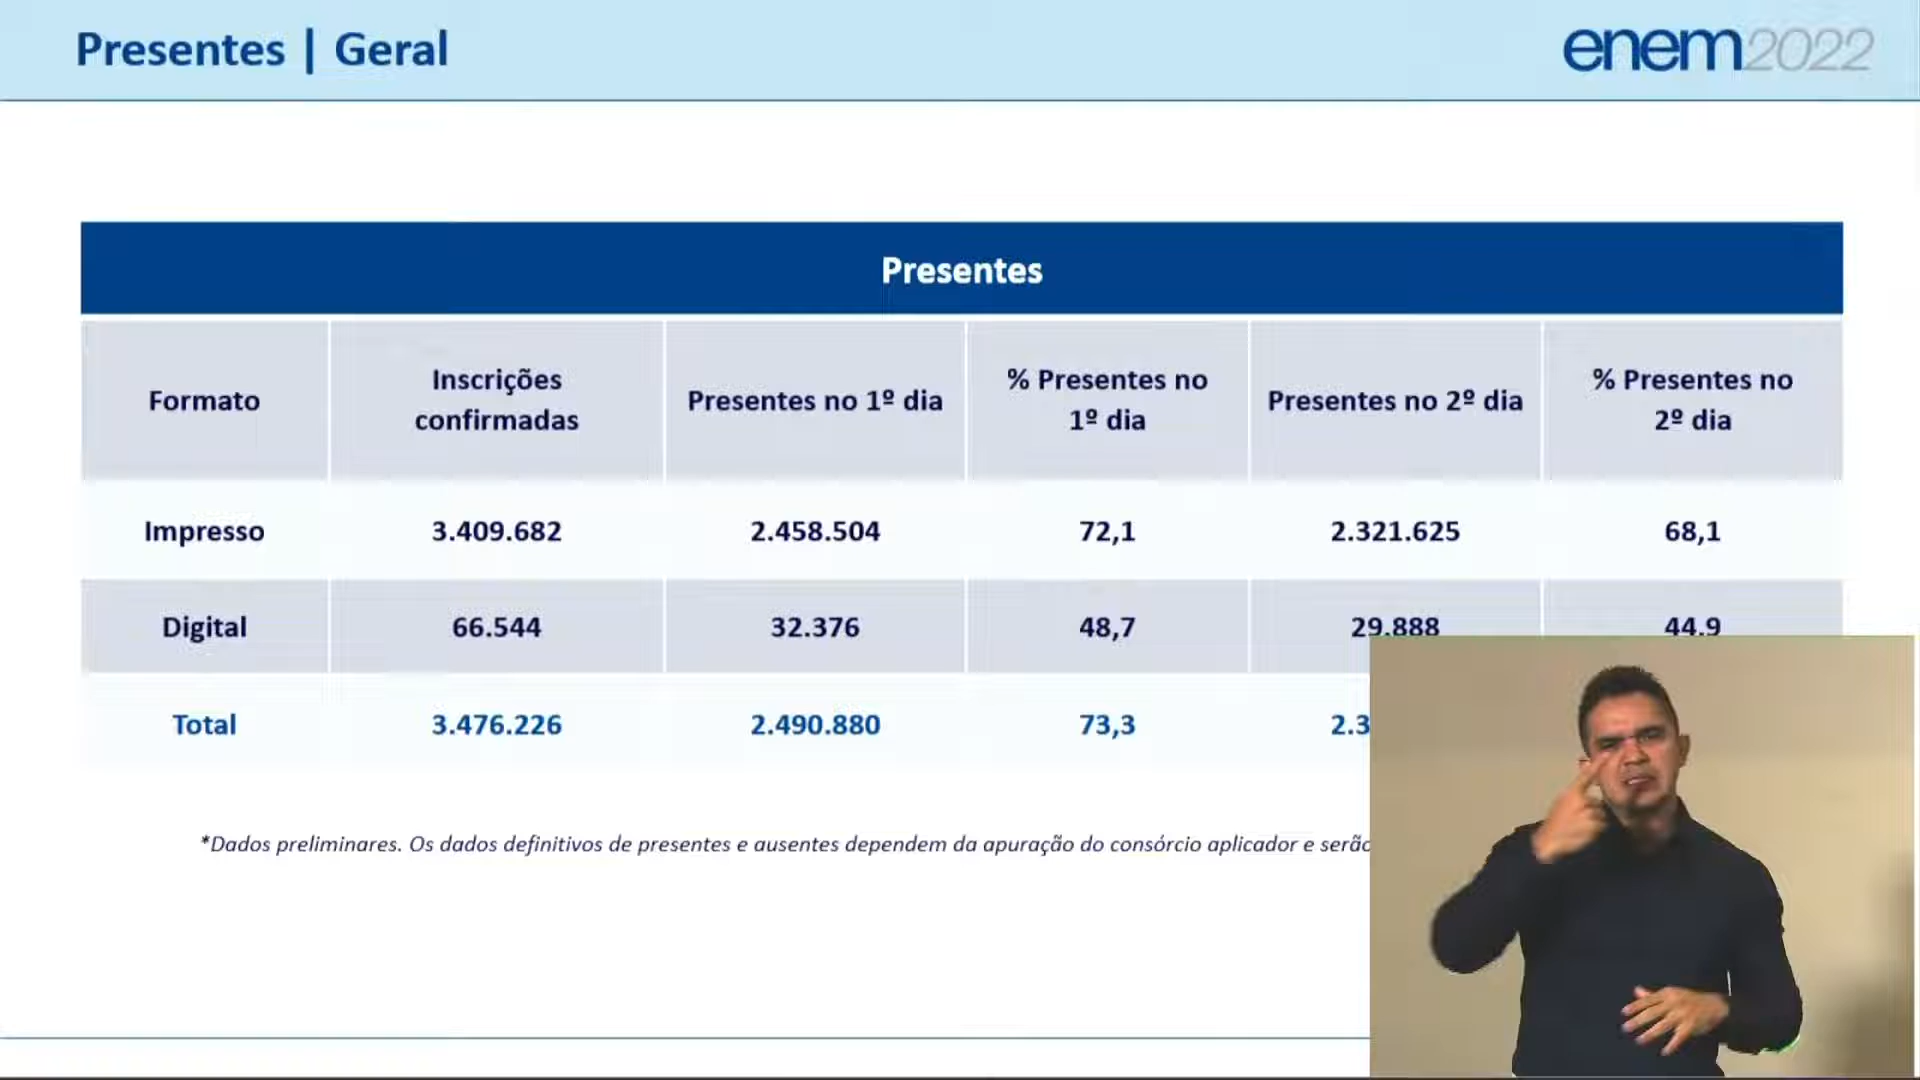 Presentes | Geral
enem2022
Presentes
Formato
Inscrições
confirmadas
Presentes no 1º dia
% Presentes no
1º dia
Presentes no 2º dia
% Presentes no
2º dia
Impresso 3.409.682 2.458.504 72,1 2.321.625 68,1
Digital 66.544 32.376 48,7 29.888 44,9
Total 3.476.226 2.490.880 73,3 2.3
*Dados preliminares. Os dados definitivos de presentes e ausentes dependem da apuração do consórcio aplicador e serão